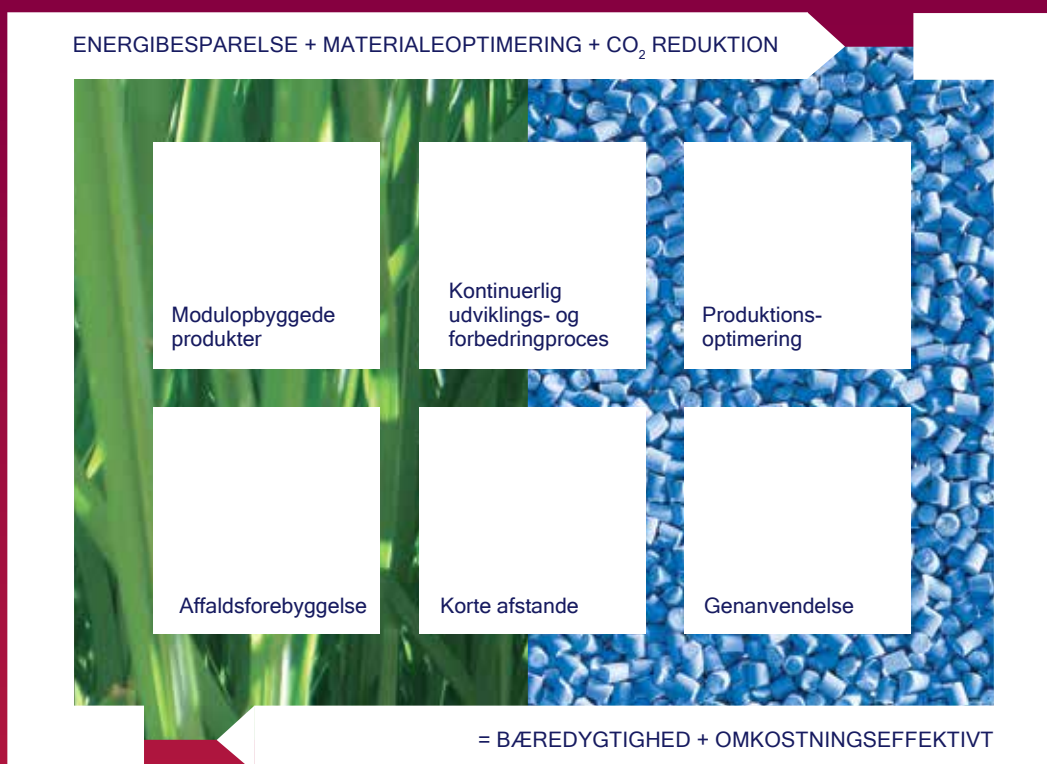 ENERGIBESPARELSE + MATERIALEOPTIMERING + CO₂ REDUKTION
Modulopbyggede
produkter
Kontinuerlig
udviklings- og
forbedringproces
Produktions-
optimering
Affaldsforebyggelse
Korte afstande
Genanvendelse
= BÆREDYGTIGHED + OMKOSTNINGSEFFEKTIVT